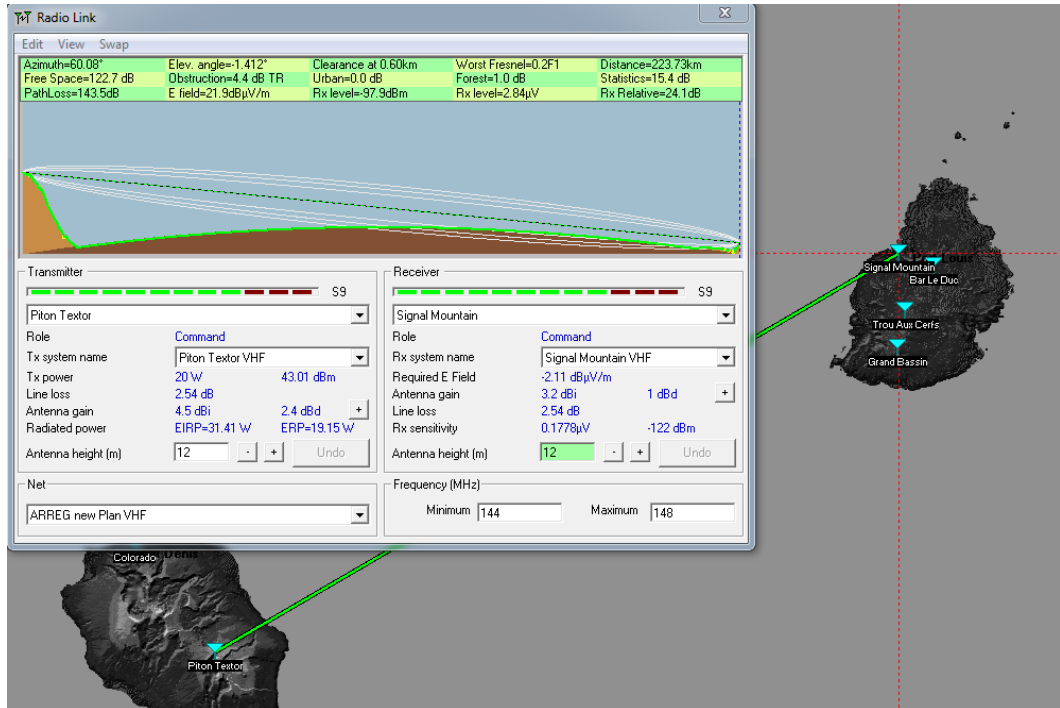 Radio Link
Edit View Swap
Azimuth=60.08° Elev. angle=-1.412° Clearance at 0.60km Worst Fresnel=0.2F1 Distance=223.73km
Free Space=122.7 dB Obstruction=4.4 dB TR Urban=0.0 dB Forest=1.0 dB Statistics=15.4 dB
PathLoss=143.5dB E field=21.9dBµV/m Rx level=-97.9dBm Rx level=2.84µV Rx Relative=24.1dB
Transmitter
S9
Piton Textor
Role Command
Tx system name Piton Textor VHF
Tx power 20 W 43.01 dBm
Line loss 2.54 dB
Antenna gain 4.5 dBi 2.4 dBd +
Radiated power EIRP=31.41 W ERP=19.15 W
Antenna height (m) 12 - + Undo
Net
ARREG new Plan VHF
Receiver
S9
Signal Mountain
Role Command
Rx system name Signal Mountain VHF
Required E Field -2.11 dBµV/m
Antenna gain 3.2 dBi 1 dBd +
Line loss 2.54 dB
Rx sensitivity 0.1778µV -122 dBm
Antenna height (m) 12 - + Undo
Frequency (MHz)
Minimum 144 Maximum 148
Louis
Signal Mountain
Bar Le Duc
Trou Aux Cerfs
Grand Bassin
Colorado Denis
Piton Textor